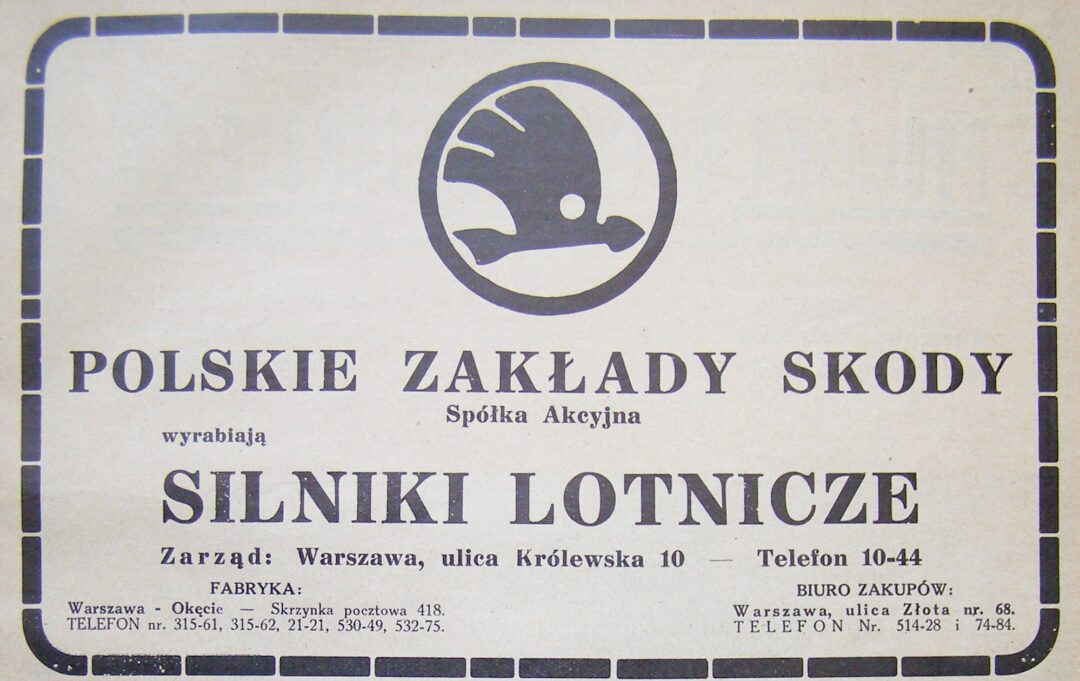 POLSKIE ZAKŁADY SKODY
Spółka Akcyjna
wyrabiają
SILNIKI LOTNICZE
Zarząd: Warszawa, ulica Królewska 10 — Telefon 10-44
FABRYKA:
Warszawa - Okęcie — Skrzynka pocztowa 418.
TELEFON nr. 315-61, 315-62, 21-21, 530-49, 532-75.
BIURO ZAKUPÓW:
Warszawa, ulica Złota nr. 68.
TELEFON Nr. 514-28 i 74-84.